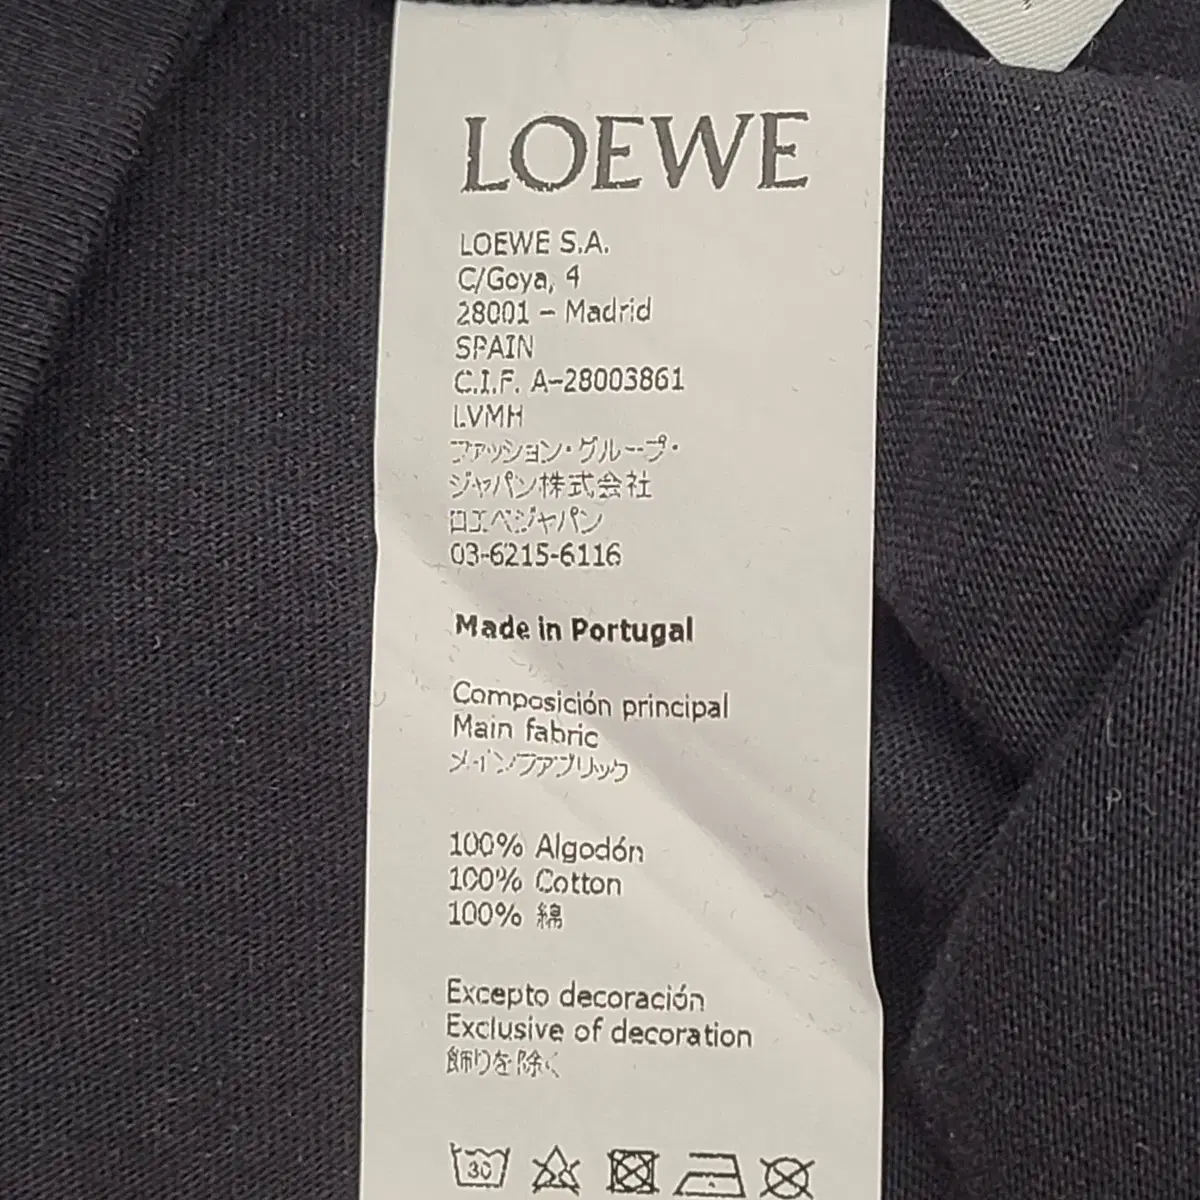 LOEWE
LOEWE S.A.
C/Goya, 4
28001 – Madrid
SPAIN
C.I.F. A-28003861
LVMH
ファッション・グループ・
ジャパン株式会社
ロエベジャパン
03-6215-6116
Made in Portugal
Composición principal
Main fabric
メインファブリック
100% Algodón
100% Cotton
100% 綿
Excepto decoración
Exclusive of decoration
飾りを除く
30